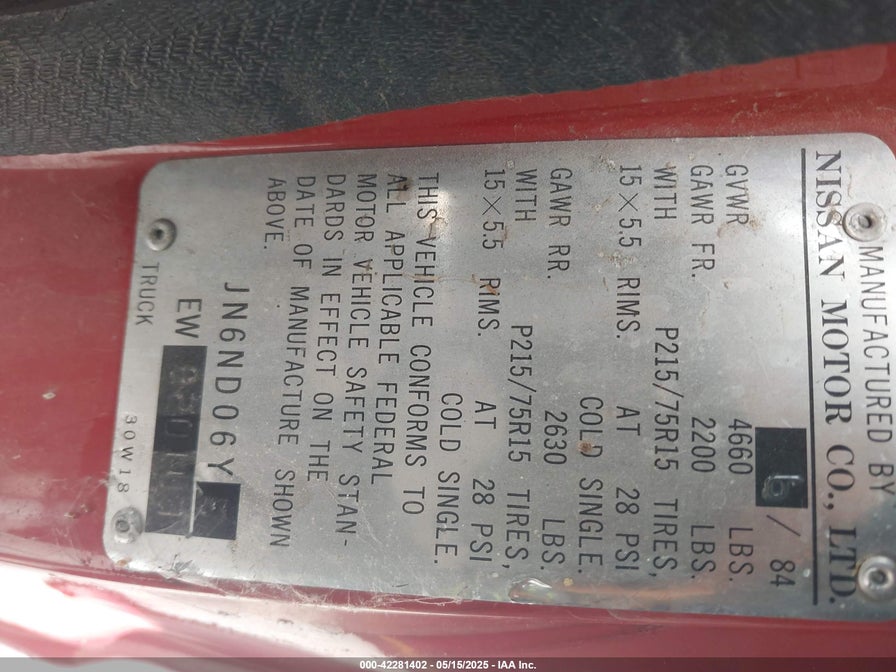 MANUFACTURED BY
NISSAN MOTOR CO., LTD.
6 / 84
GVWR 4660 LBS.
GAWR FR. 2200 LBS.
WITH P215/75R15 TIRES,
15 × 5.5 RIMS. AT 28 PSI
COLD SINGLE.
GAWR RR. 2630 LBS.
WITH P215/75R15 TIRES,
15 × 5.5 RIMS. AT 28 PSI
COLD SINGLE.
THIS VEHICLE CONFORMS TO
ALL APPLICABLE FEDERAL
MOTOR VEHICLE SAFETY STAN-
DARDS IN EFFECT ON THE
DATE OF MANUFACTURE SHOWN
ABOVE.
JN6ND06Y
EW
TRUCK
30W18
000-42281402 - 05/15/2025 - IAA Inc.